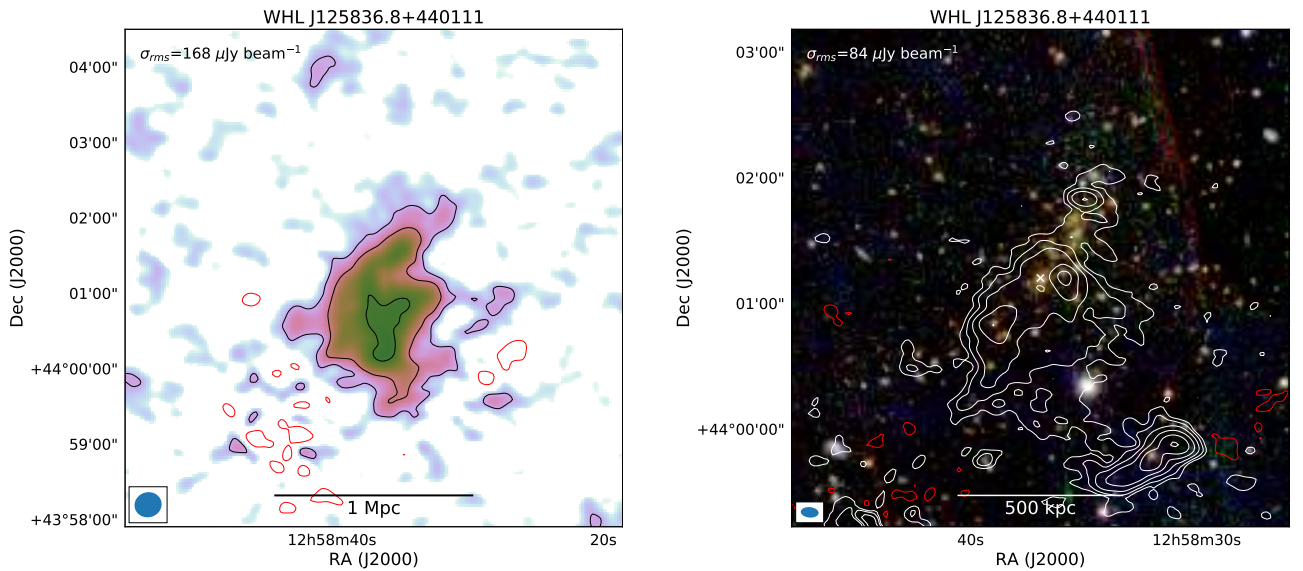 WHL J125836.8+440111
σrms=168 μJy beam−1
04'00"
03'00"
02'00"
01'00"
+44°00'00"
59'00"
+43°58'00"
Dec (J2000)
1 Mpc
12h58m40s
20s
RA (J2000)
WHL J125836.8+440111
σrms=84 μJy beam−1
03'00"
02'00"
01'00"
+44°00'00"
Dec (J2000)
500 kpc
40s
12h58m30s
RA (J2000)